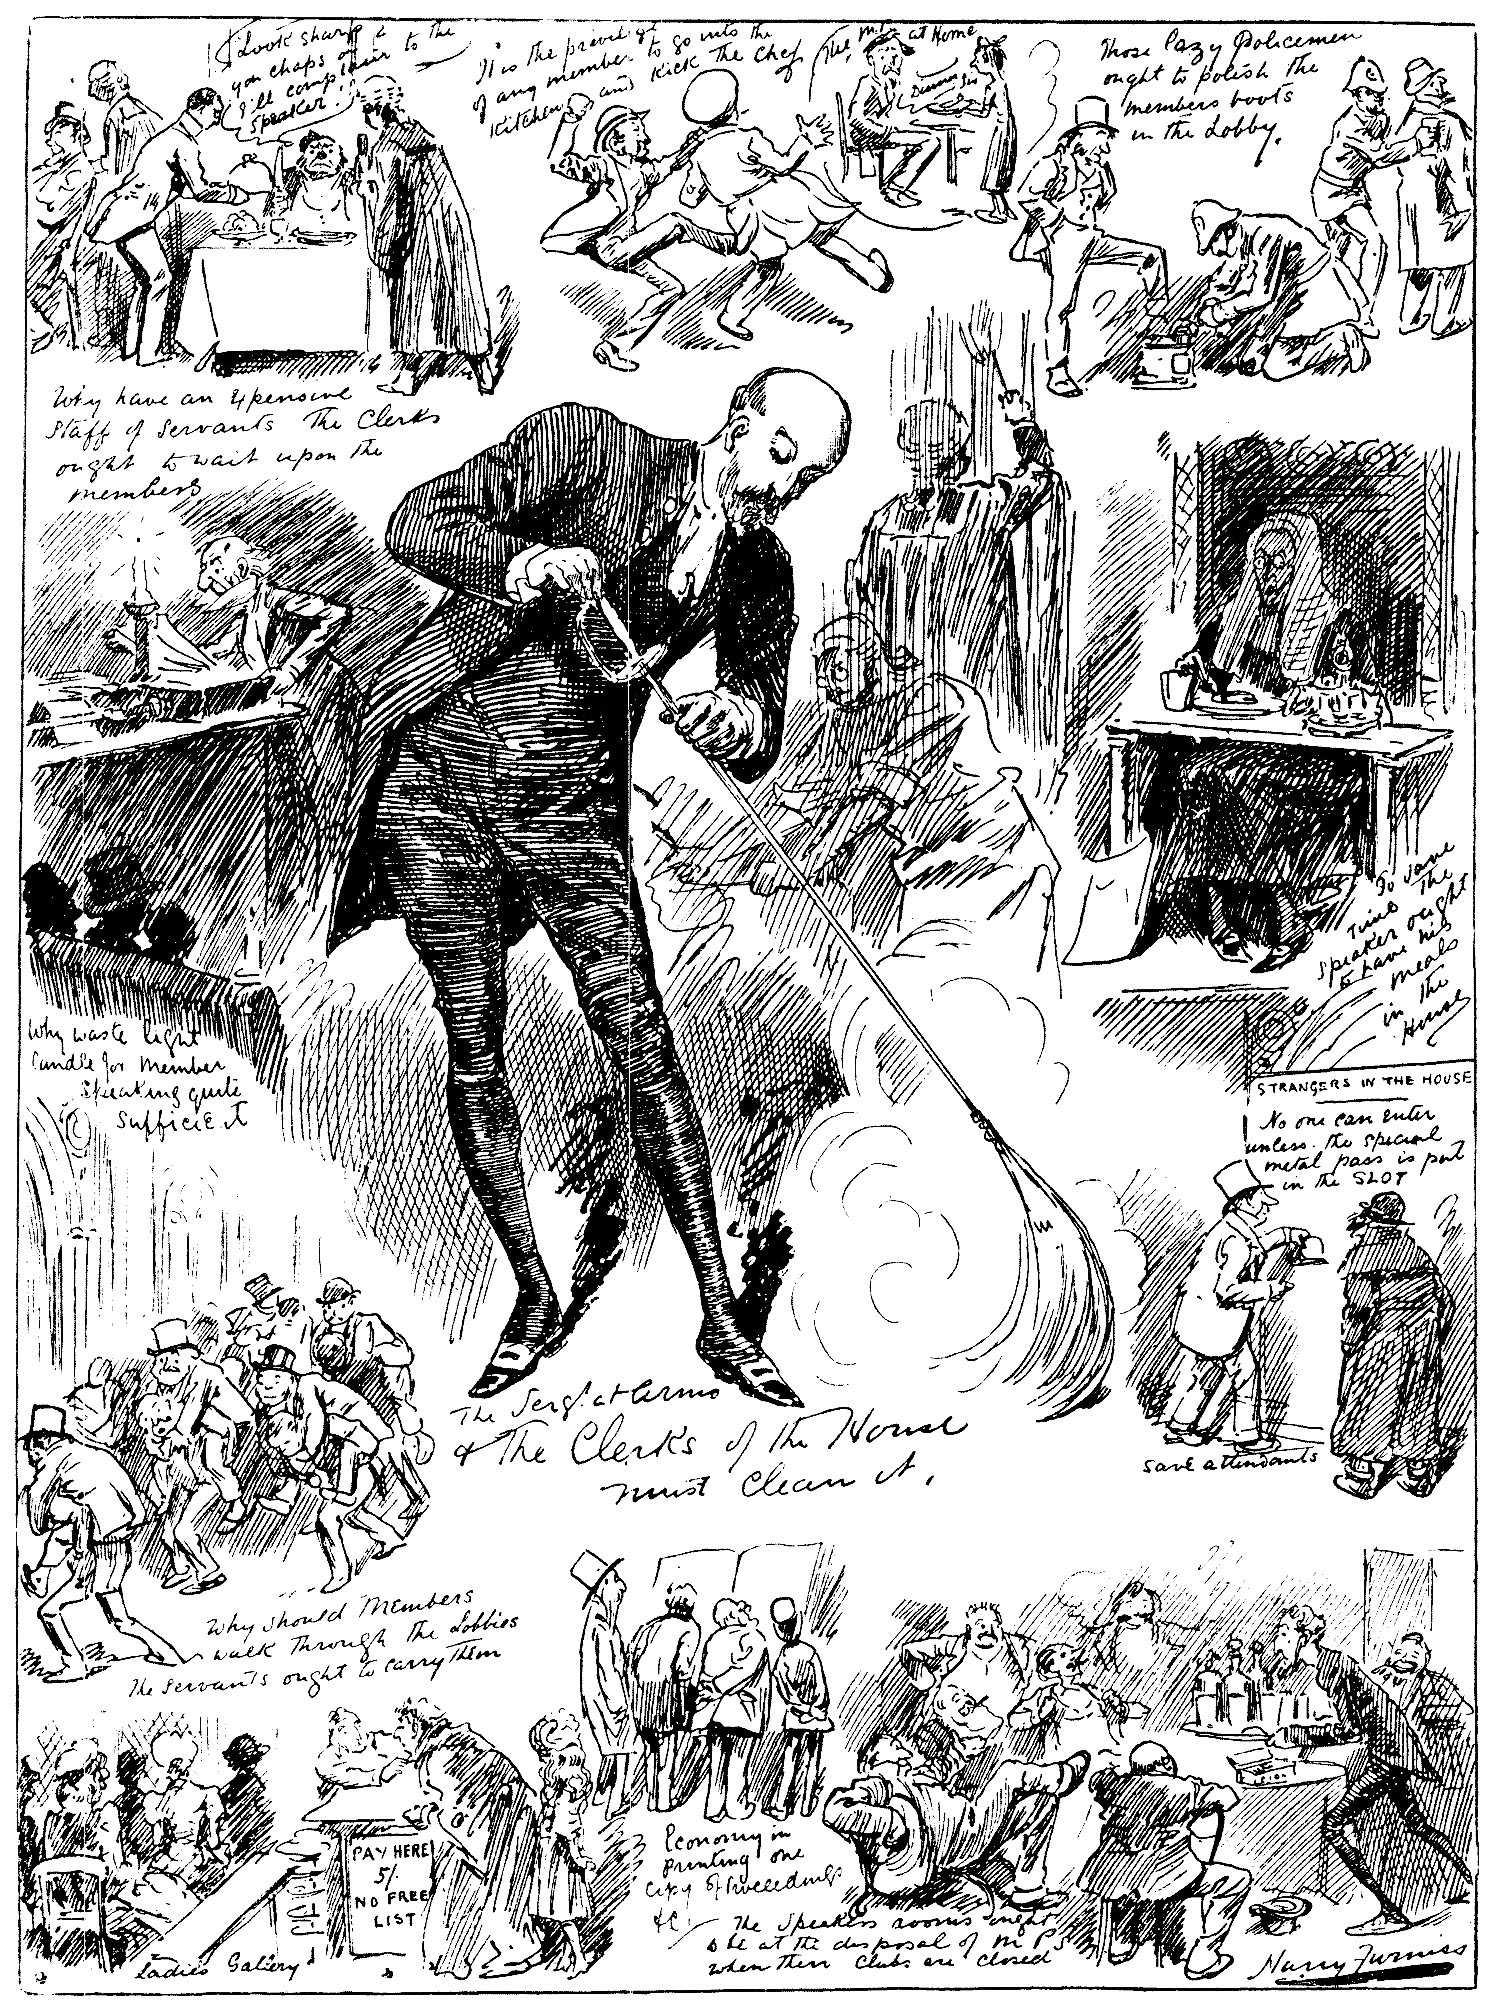 Look sharp &
you chaps or
I'll complain to the
Speaker!
It is the privilege
of any member to go into the
Kitchen and Kick the Chef
The M.P. at Home
Dinner Sir
Those Lazy Policemen
ought to polish the
members boots
in the Lobby.
Why have an expensive
staff of servants The Clerks
ought to wait upon the
members
Why waste light
Candle for Member
Speaking quite
Sufficient
To save
Time the
Speaker ought
to have his
meals
in the
House
STRANGERS IN THE HOUSE
No one can enter
unless the special
metal pass is put
in the SLOT
save attendants
The Sergt at Arms
& The Clerks of the House
must Clean it.
Why should Members
walk Through the Lobbies
The servants ought to carry Them
PAY HERE
5/.
NO FREE
LIST
Ladies Gallery
Economy in
printing one
Copy of Proceedings
&c
The Speakers rooms ought
to be at the disposal of M Ps
when their Clubs are closed
Harry Furniss